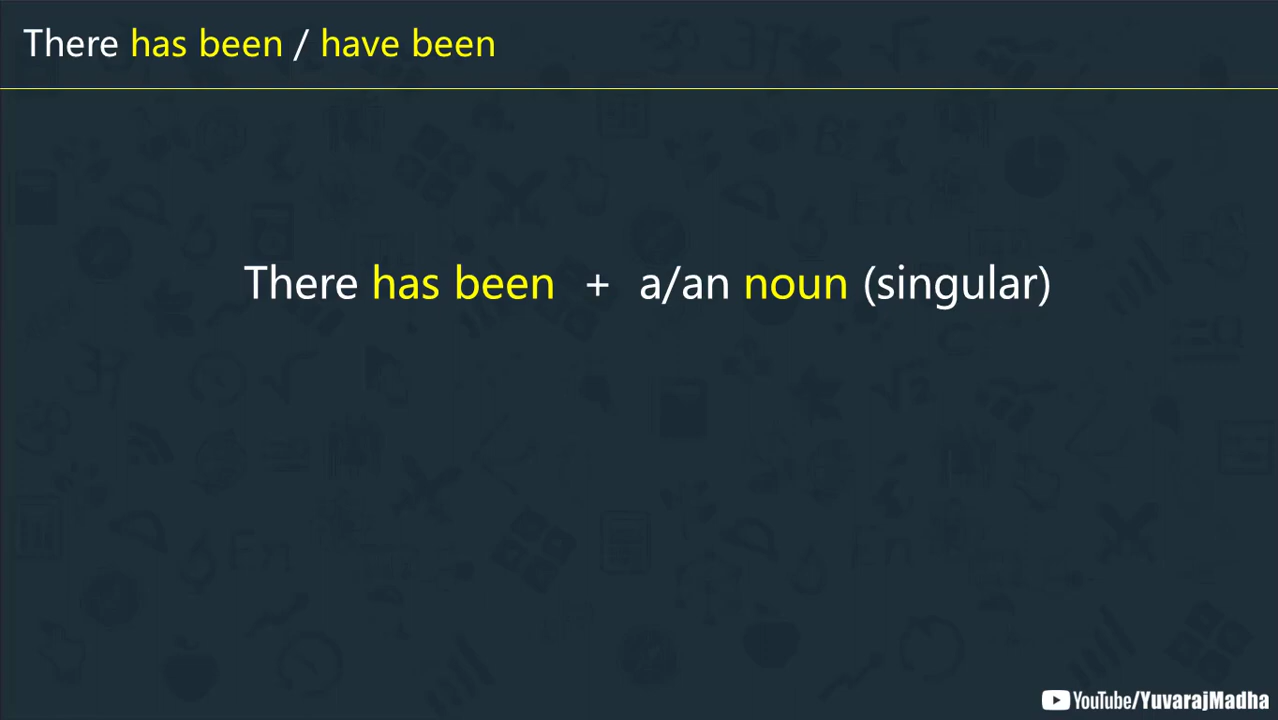 There has been / have been
There has been + a/an noun (singular)
YouTube/YuvarajMadha